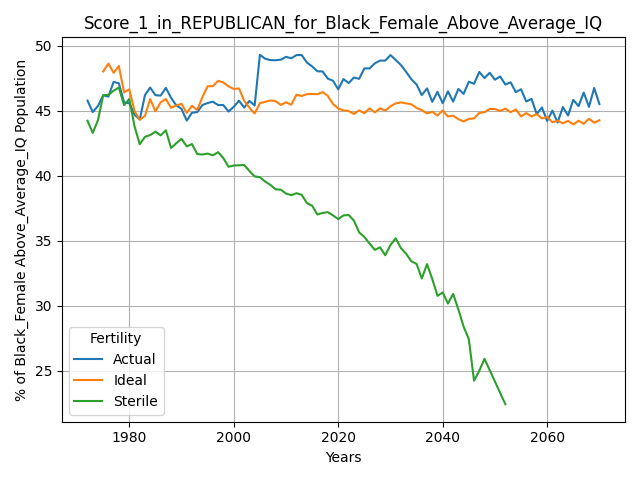 Score_1_in_REPUBLICAN_for_Black_Female_Above_Average_IQ
% of Black_Female Above_Average_IQ Population
50
45
40
35
30
25
Fertility
Actual
Ideal
Sterile
1980
2000
2020
2040
2060
Years